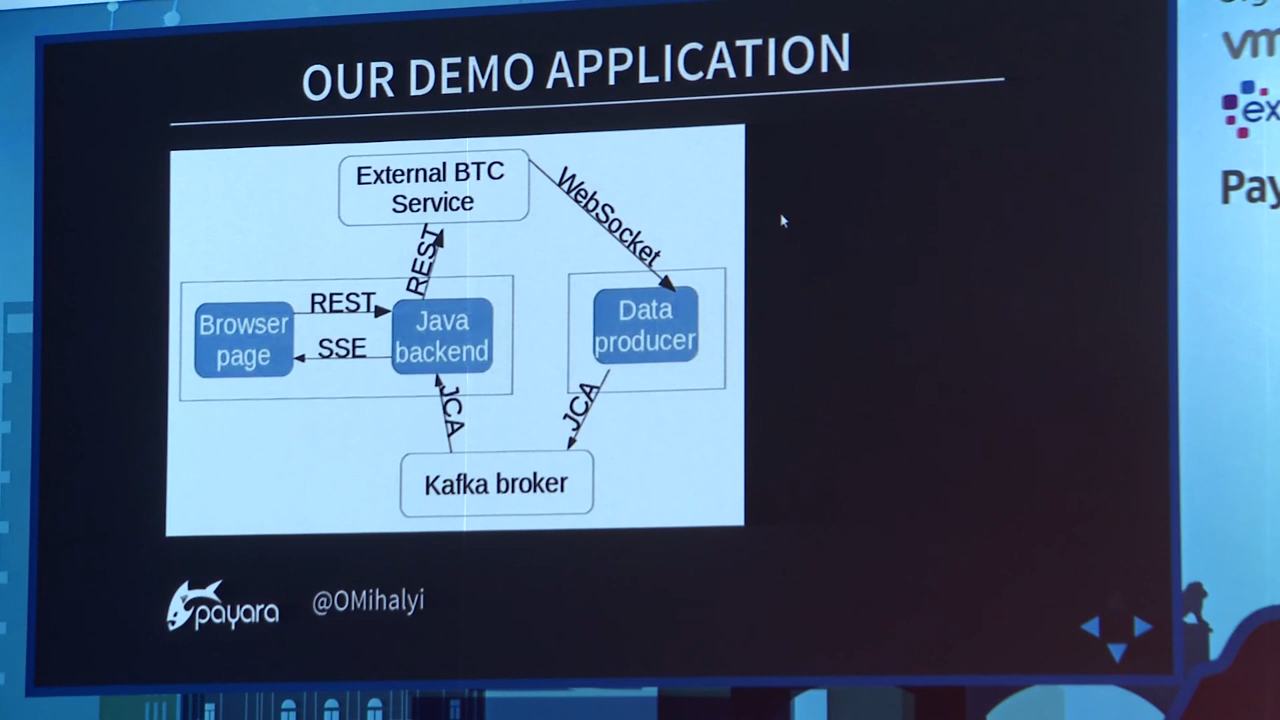 OUR DEMO APPLICATION
External BTC
Service
WebSocket
REST
REST
Browser
page
Java
backend
SSE
Data
producer
JCA
JCA
Kafka broker
payara
@OMihalyi
vm
ex
Pay